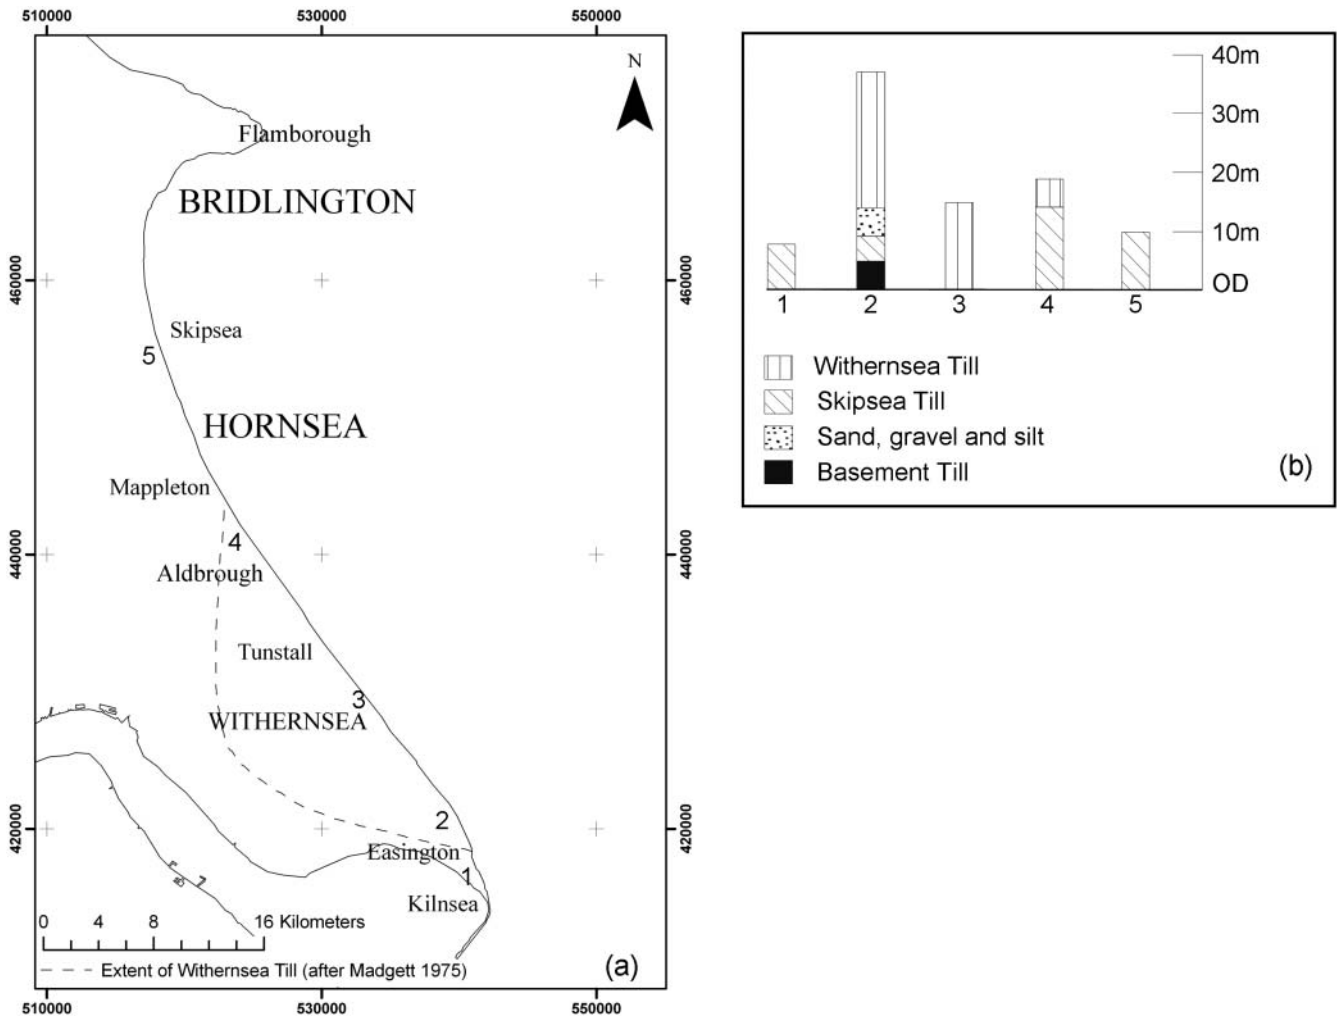 510000 530000 550000
N
Flamborough
BRIDLINGTON
460000 460000
Skipsea
5
HORNSEA
Mappleton
4
440000 440000
Aldbrough
Tunstall
3
WITHERNSEA
2
420000 420000
Easington
1
Kilnsea
0 4 8 16 Kilometers
Extent of Withernsea Till (after Madgett 1975)
(a)
510000 530000 550000
40m
30m
20m
10m
OD
1 2 3 4 5
Withernsea Till
Skipsea Till
Sand, gravel and silt
Basement Till
(b)